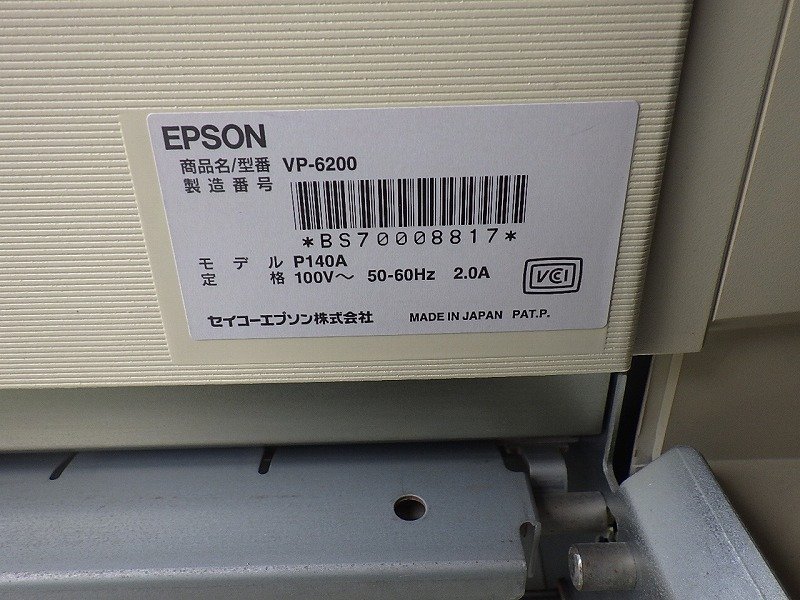 EPSON
商品名/型番 VP-6200
製造番号
*BS70008817*
モデル P140A
定格 100V～ 50-60Hz 2.0A
VCI
セイコーエプソン株式会社 MADE IN JAPAN PAT.P.